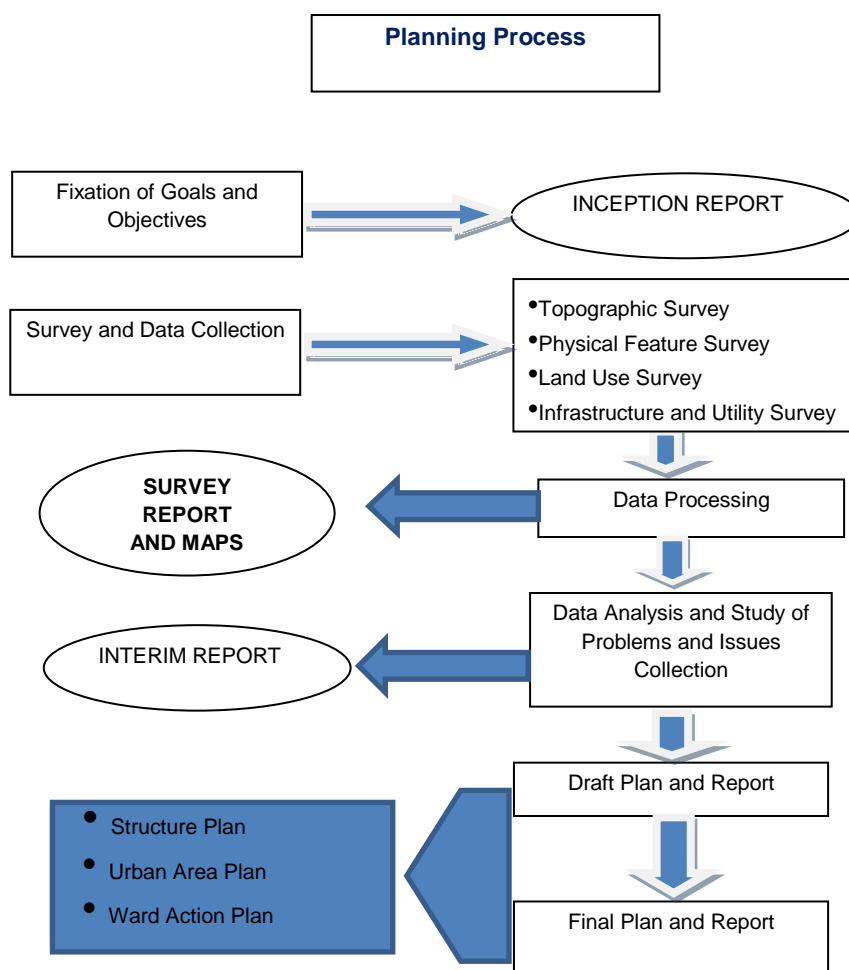 Planning Process
Fixation of Goals and
Objectives
INCEPTION REPORT
Survey and Data Collection
•Topographic Survey
•Physical Feature Survey
•Land Use Survey
•Infrastructure and Utility Survey
SURVEY
REPORT
AND MAPS
Data Processing
Data Analysis and Study of
Problems and Issues
Collection
INTERIM REPORT
Draft Plan and Report
• Structure Plan
• Urban Area Plan
• Ward Action Plan
Final Plan and Report